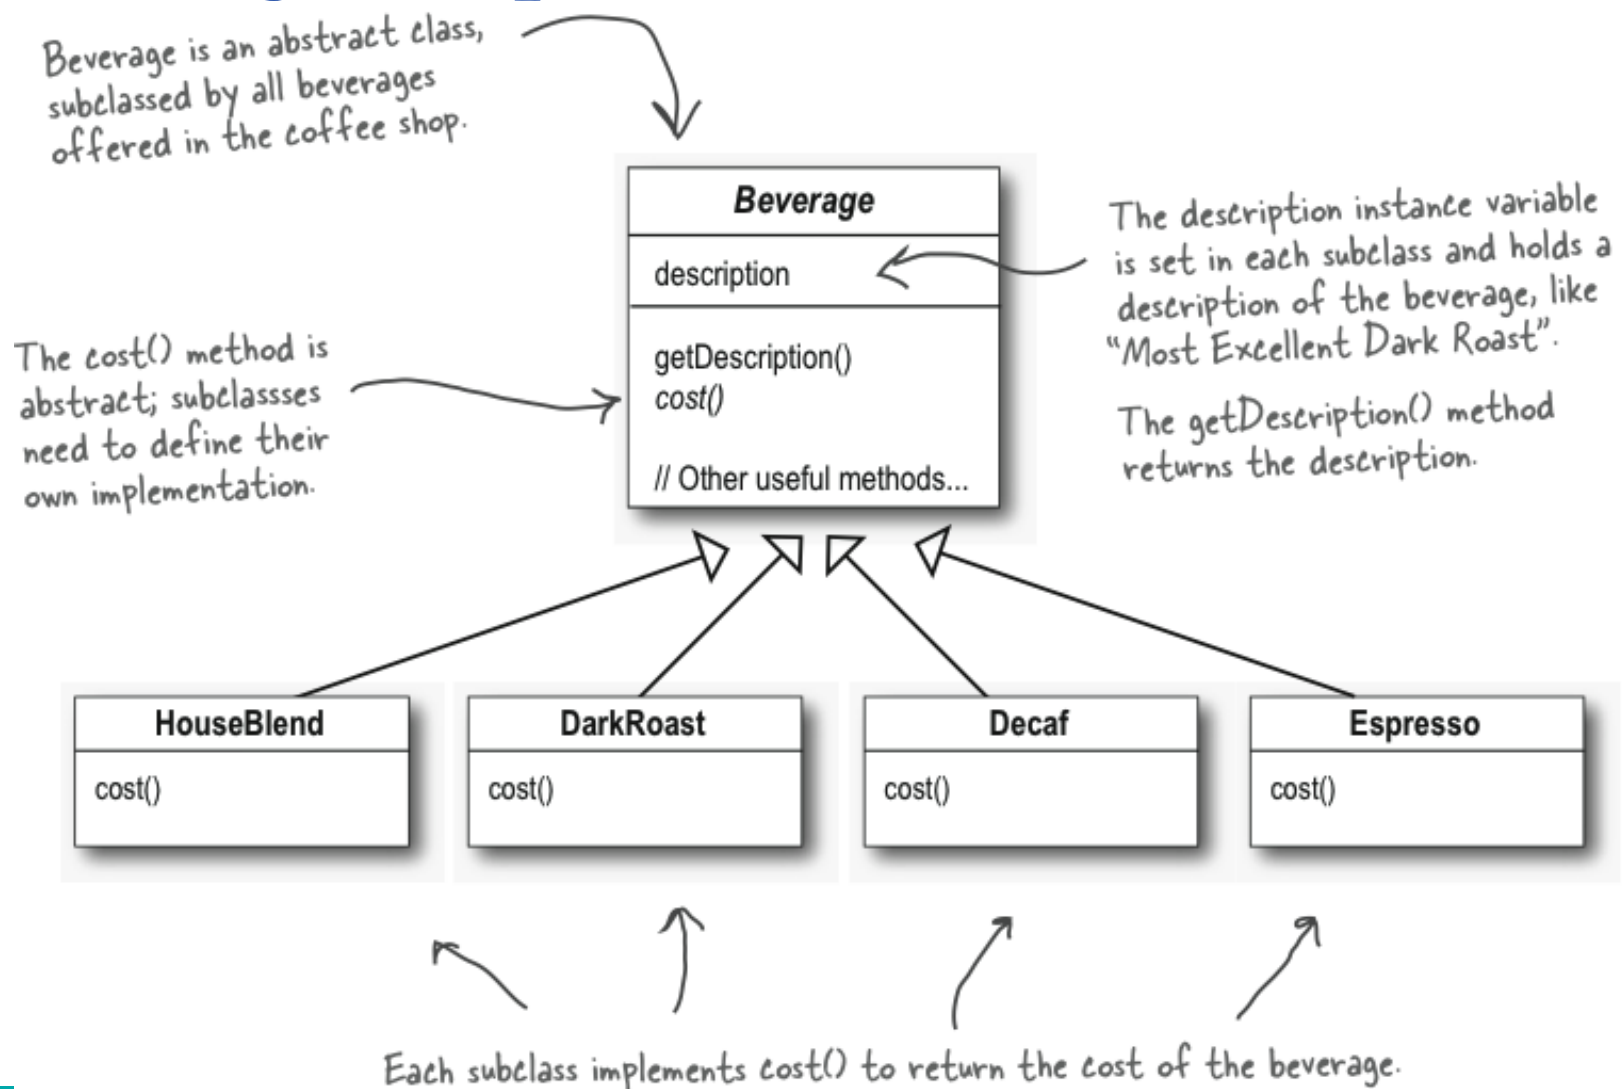 Beverage is an abstract class,
subclassed by all beverages
offered in the coffee shop.
Beverage
description
getDescription()
cost()
// Other useful methods...
The description instance variable
is set in each subclass and holds a
description of the beverage, like
“Most Excellent Dark Roast”.
The getDescription() method
returns the description.
The cost() method is
abstract; subclassses
need to define their
own implementation.
HouseBlend
cost()
DarkRoast
cost()
Decaf
cost()
Espresso
cost()
Each subclass implements cost() to return the cost of the beverage.